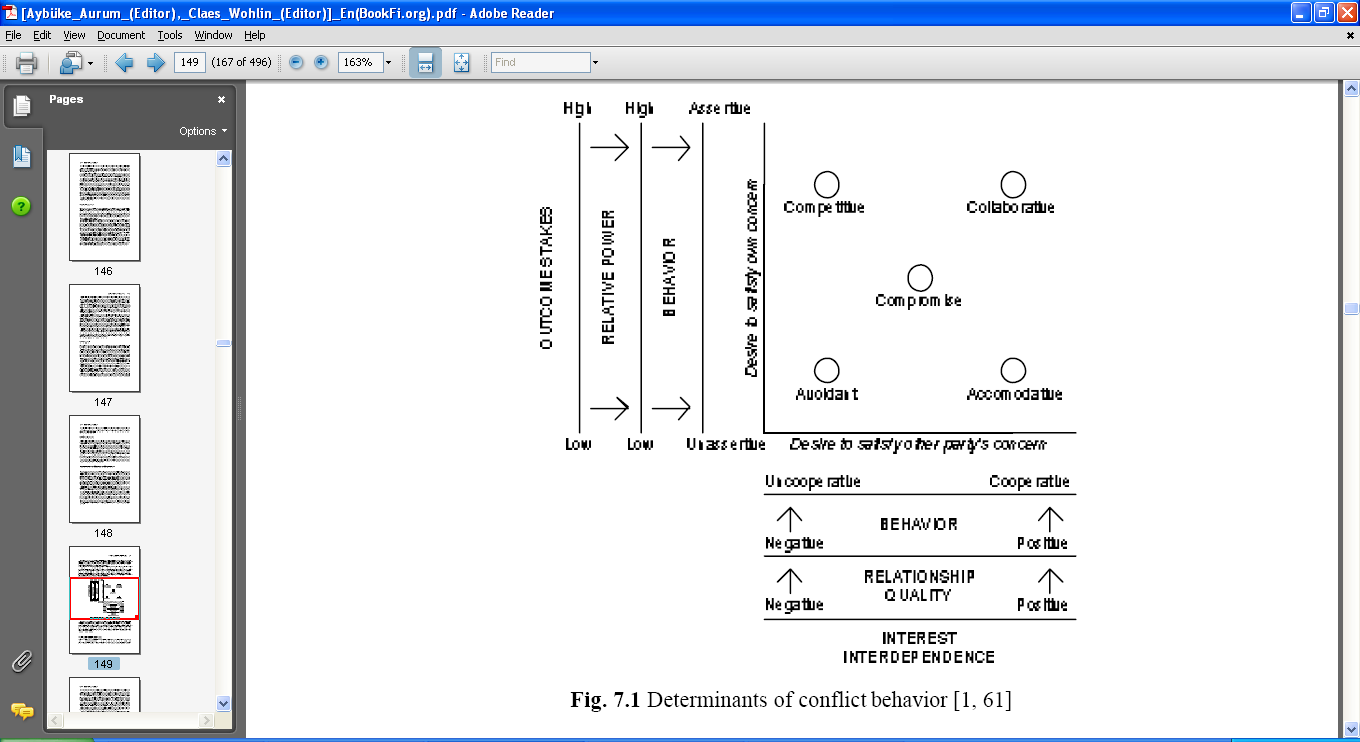 [Aybüke_Aurum_(Editor),_Claes_Wohlin_(Editor)]_En(BookFi.org).pdf - Adobe Reader
File Edit View Document Tools Window Help
149 (167 of 496) 163% Find
Pages
Options
146
147
148
149
High High Assertive
OUTCOME STAKES
RELATIVE POWER
BEHAVIOR
Desire to satisfy own concern
Competitive Collaborative
Compromise
Avoidant Accomodative
Low Low Unassertive Desire to satisfy other party's concern
Uncooperative Cooperative
BEHAVIOR
Negative Positive
RELATIONSHIP
QUALITY
Negative Positive
INTEREST
INTERDEPENDENCE
Fig. 7.1 Determinants of conflict behavior [1, 61]